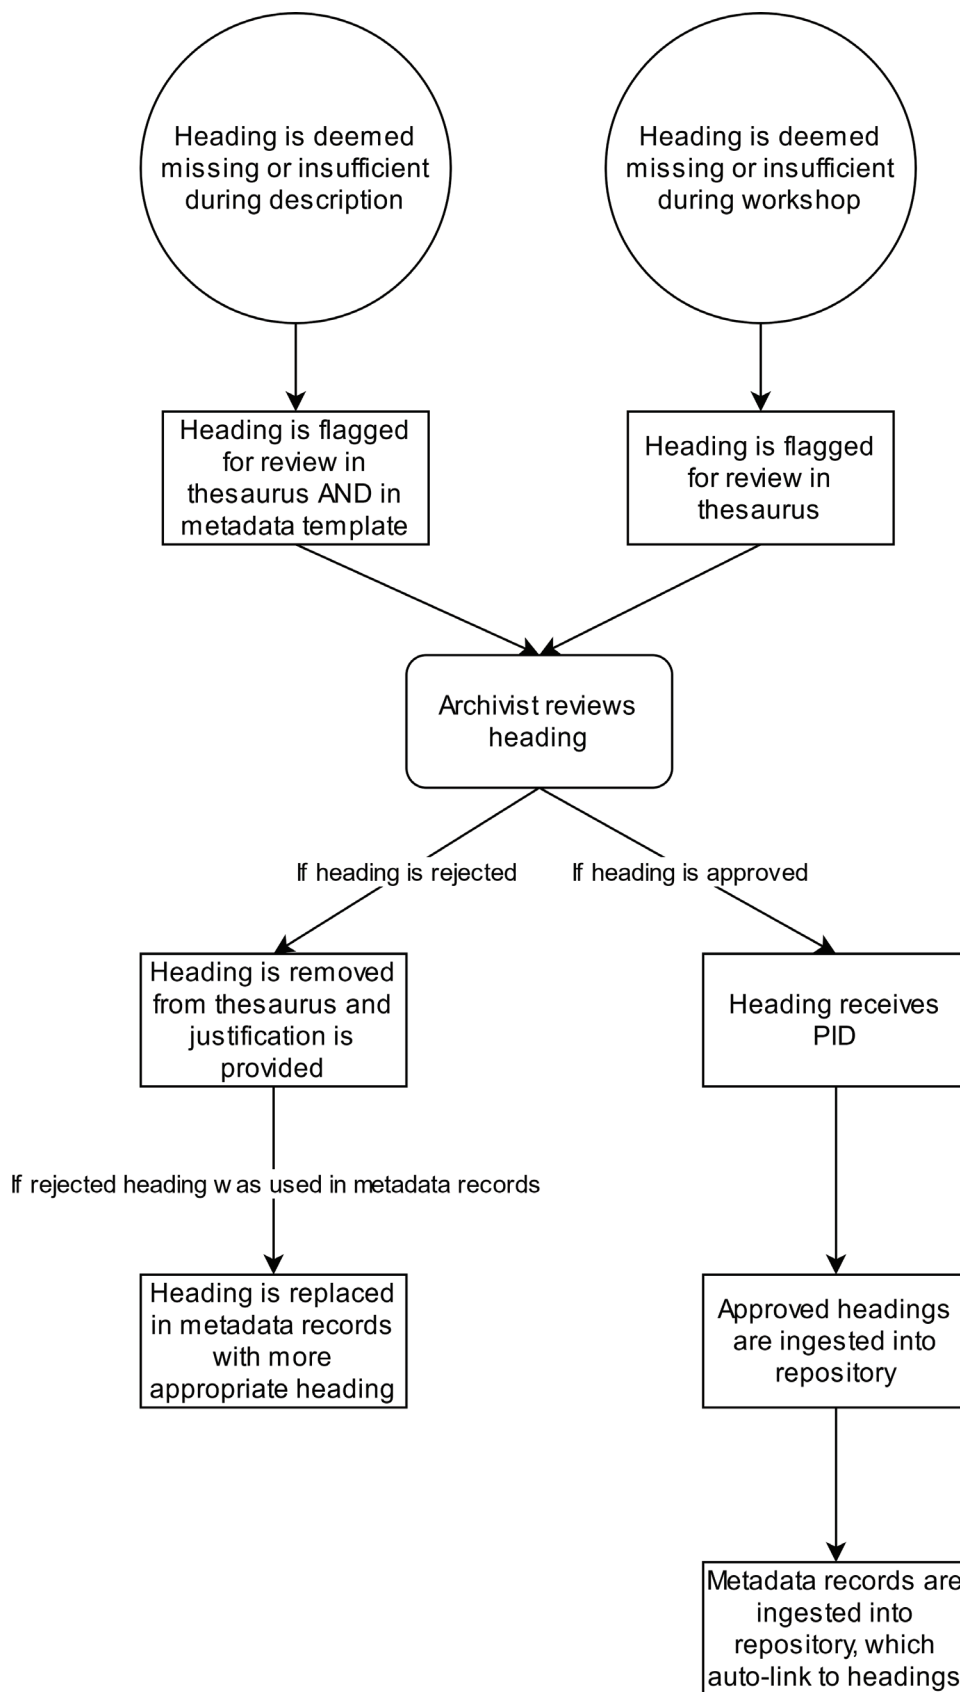 Heading is deemed
missing or insufficient
during description
Heading is deemed
missing or insufficient
during workshop
Heading is flagged
for review in
thesaurus AND in
metadata template
Heading is flagged
for review in
thesaurus
Archivist reviews
heading
If heading is rejected
If heading is approved
Heading is removed
from thesaurus and
justification is
provided
Heading receives
PID
If rejected heading was used in metadata records
Heading is replaced
in metadata records
with more
appropriate heading
Approved headings
are ingested into
repository
Metadata records are
ingested into
repository, which
auto-link to headings